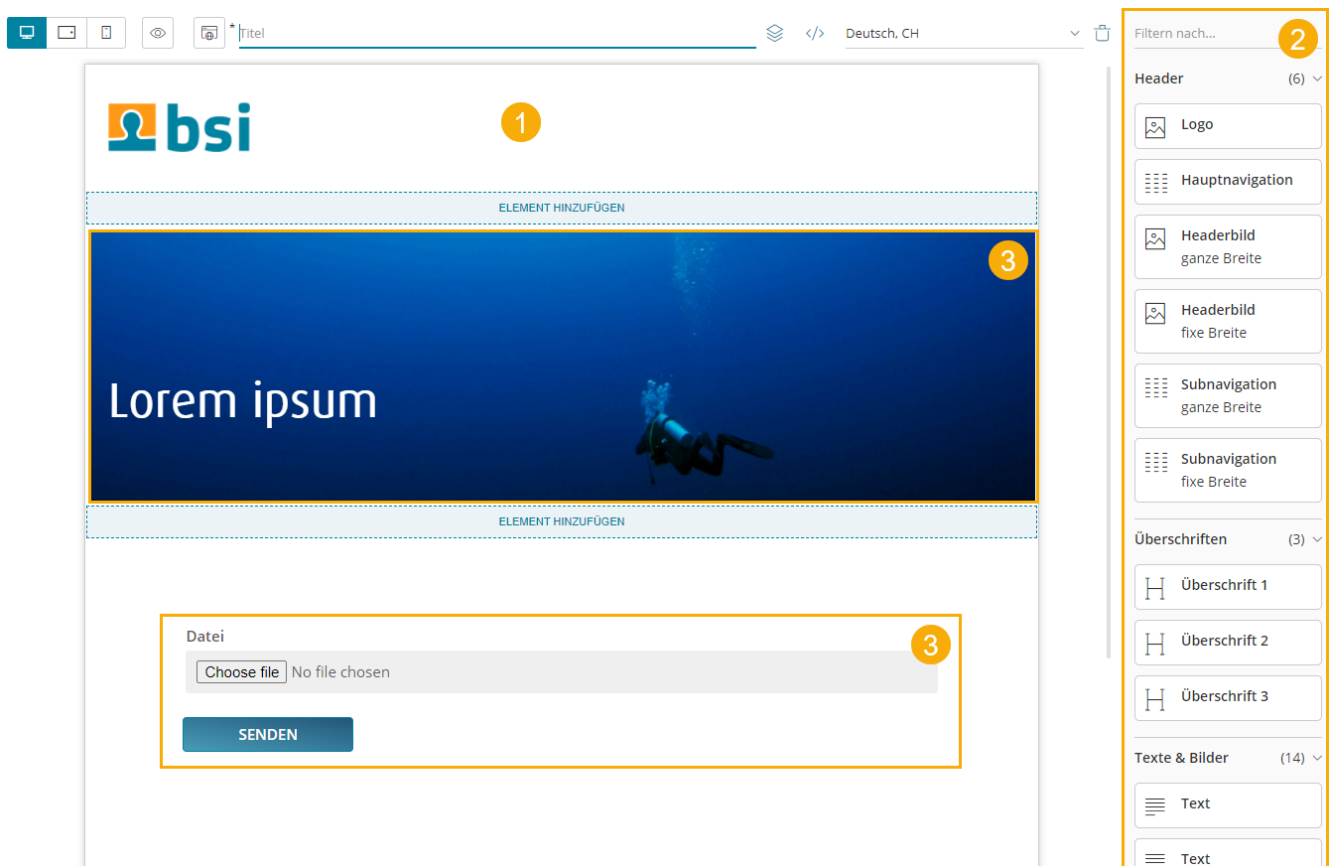 * Titel
</> Deutsch, CH
bsi
1
ELEMENT HINZUFÜGEN
3
Lorem ipsum
ELEMENT HINZUFÜGEN
3
Datei
Choose file No file chosen
SENDEN
Filtern nach...
2
Header (6)
Logo
Hauptnavigation
Headerbild
ganze Breite
Headerbild
fixe Breite
Subnavigation
ganze Breite
Subnavigation
fixe Breite
Überschriften (3)
Überschrift 1
Überschrift 2
Überschrift 3
Texte & Bilder (14)
Text
Text